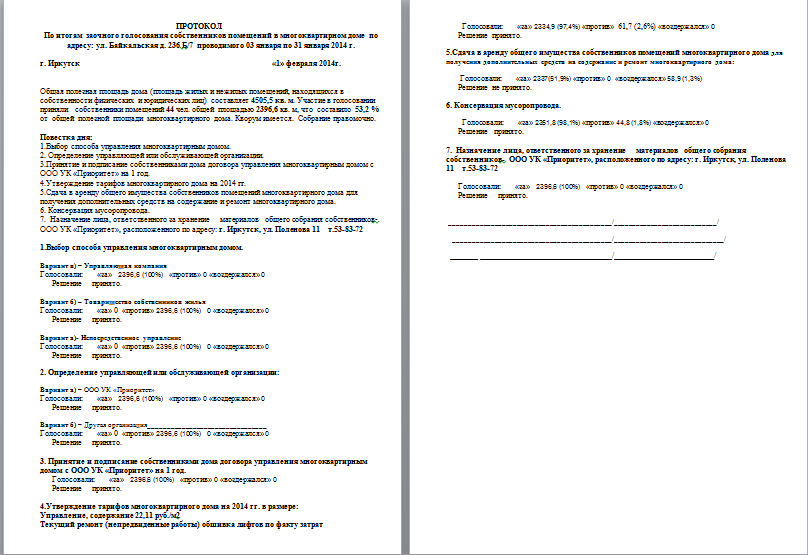 ПРОТОКОЛ
По итогам заочного голосования собственников помещений в многоквартирном доме по
адресу: ул. Байкальская д. 236,Б/7 проводимого 03 января по 31 января 2014 г.
г. Иркутск «1» февраля 2014г.
Общая полезная площадь дома (площадь жилых и нежилых помещений, находящихся в
собственности физических и юридических лиц) составляет 4505,5 кв. м. Участие в голосовании
приняли собственники помещений 44 чел. общей площадью 2396,6 кв. м, что составило 53,2 %
от общей полезной площади многоквартирного дома. Кворум имеется. Собрание правомочно.
Повестка дня:
1.Выбор способа управления многоквартирным домом.
2. Определение управляющей или обслуживающей организации.
3.Принятие и подписание собственниками дома договора управления многоквартирным домом с
ООО УК «Приоритет» на 1 год.
4.Утверждение тарифов многоквартирного дома на 2014 гг.
5.Сдача в аренду общего имущества собственников помещений многоквартирного дома для
получения дополнительных средств на содержание и ремонт многоквартирного дома.
6. Консервация мусоропровода.
7. Назначение лица, ответственного за хранение материалов общего собрания собственников:,
ООО УК «Приоритет», расположенного по адресу: г. Иркутск, ул. Поленова 11 т.53-83-72
1.Выбор способа управления многоквартирным домом.
Вариант а) – Управляющая компания
Голосовали: «за» 2396,6 (100%) «против» 0 «воздержался» 0
Решение принято.
Вариант б) – Товарищество собственников жилья
Голосовали: «за» 0 «против» 2396,6 (100%) 0 «воздержался» 0
Решение принято.
Вариант в)- Непосредственное управление
Голосовали: «за» 0 «против» 2396,6 (100%) 0 «воздержался» 0
Решение принято.
2. Определение управляющей или обслуживающей организации:
Вариант а) – ООО УК «Приоритет»
Голосовали: «за» 2396,6 (100%) «против» 0 «воздержался» 0
Решение принято.
Вариант б) – Другая организация______________________________
Голосовали: «за» 0 «против» 2396,6 (100%) 0 «воздержался» 0
Решение принято.
3. Принятие и подписание собственниками дома договора управления многоквартирным
домом с ООО УК «Приоритет» на 1 год.
Голосовали: «за» 2396,6 (100%) «против» 0 «воздержался» 0
Решение принято.
4.Утверждение тарифов многоквартирного дома на 2014 гг. в размере:
Управление, содержание 22,11 руб./м2
Текущий ремонт (непредвиденные работы) обшивка лифтов по факту затрат
Голосовали: «за» 2334,9 (97,4%) «против» 61,7 (2,6%) «воздержался» 0
Решение принято.
5.Сдача в аренду общего имущества собственников помещений многоквартирного дома для
получения дополнительных средств на содержание и ремонт многоквартирного дома:
Голосовали: «за» 2337(51,9%) «против» 0 «воздержался» 58,9 (1,3%)
Решение не принято.
6. Консервация мусоропровода.
Голосовали: «за» 2351,8 (98,1%) «против» 44,8 (1,8%) «воздержался» 0
Решение принято.
7. Назначение лица, ответственного за хранение материалов общего собрания
собственников:, ООО УК «Приоритет», расположенного по адресу: г. Иркутск, ул. Поленова
11 т.53-83-72
Голосовали: «за» 2396,6 (100%) «против» 0 «воздержался» 0
Решение принято.